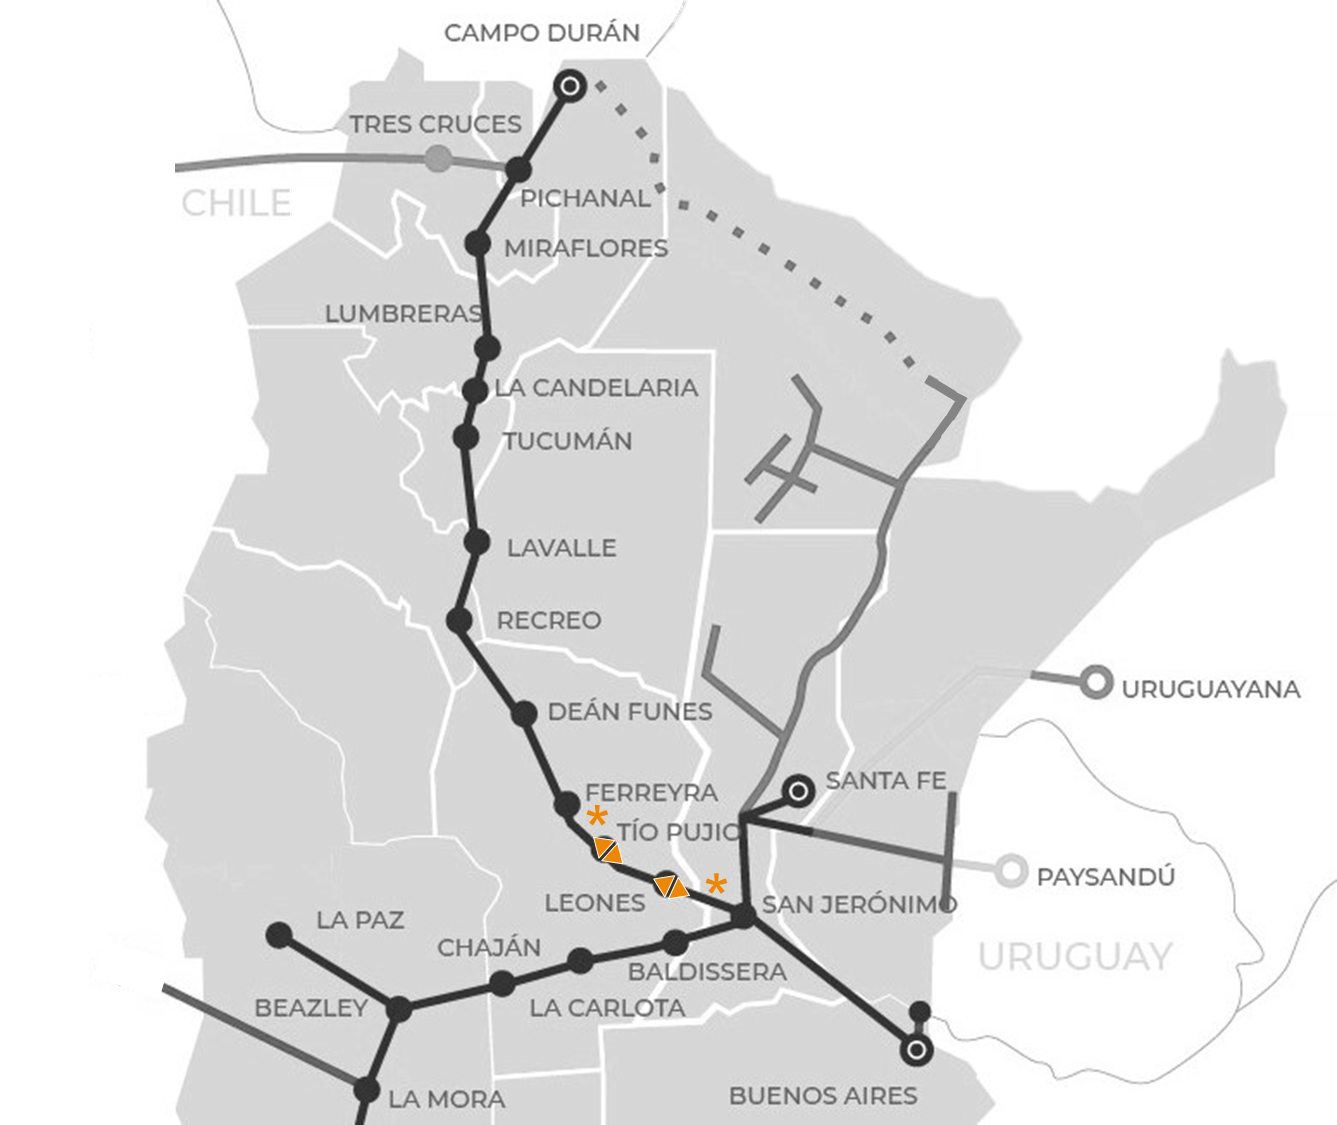 CAMPO DURÁN
TRES CRUCES
CHILE
PICHANAL
MIRAFLORES
LUMBRERAS
LA CANDELARIA
TUCUMÁN
LAVALLE
RECREO
URUGUAYANA
DEÁN FUNES
SANTA FE
FERREYRA
*
TÍO PUJIO
PAYSANDÚ
*
LEONES
SAN JERÓNIMO
LA PAZ
CHAJÁN
URUGUAY
BALDISSERA
BEAZLEY
LA CARLOTA
BUENOS AIRES
LA MORA